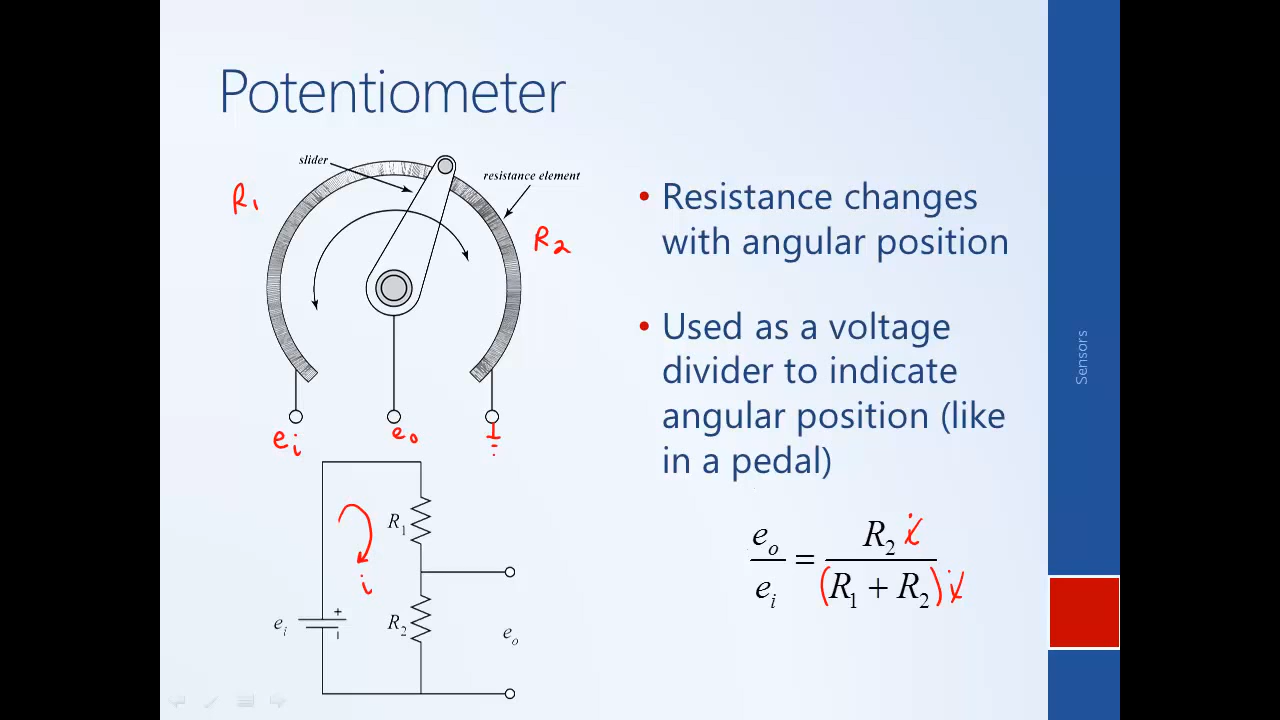 Potentiometer
slider
resistance element
R₁
R₂
eᵢ
e₀
• Resistance changes
with angular position
• Used as a voltage
divider to indicate
angular position (like
in a pedal)
R₁
i
R₂
eᵢ
+
eₒ
eₒ/eᵢ = R₂ i / (R₁ + R₂) i
Sensors